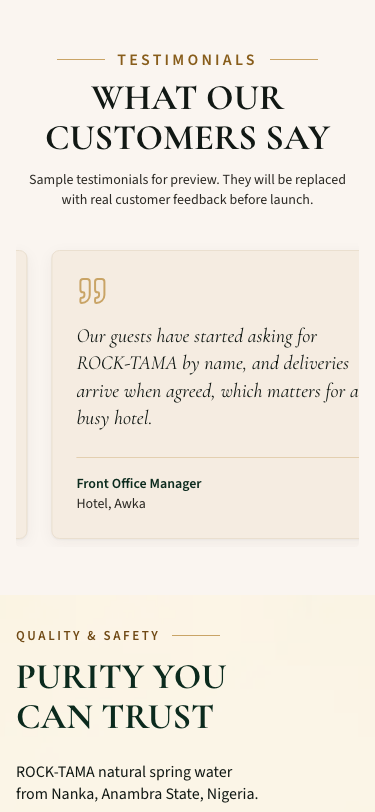 TESTIMONIALS
WHAT OUR
CUSTOMERS SAY
Sample testimonials for preview. They will be replaced
with real customer feedback before launch.
Our guests have started asking for
ROCK-TAMA by name, and deliveries
arrive when agreed, which matters for a
busy hotel.
Front Office Manager
Hotel, Awka
QUALITY & SAFETY
PURITY YOU
CAN TRUST
ROCK-TAMA natural spring water
from Nanka, Anambra State, Nigeria.